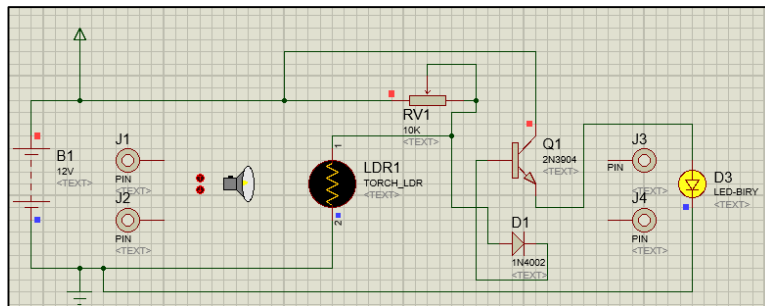 B1
12V
<TEXT>
J1
PIN
<TEXT>
J2
PIN
<TEXT>
1
LDR1
TORCH_LDR
<TEXT>
2
RV1
10K
<TEXT>
Q1
2N3904
<TEXT>
D1
1N4002
<TEXT>
J3
PIN
<TEXT>
J4
PIN
<TEXT>
D3
LED-BIRY
<TEXT>